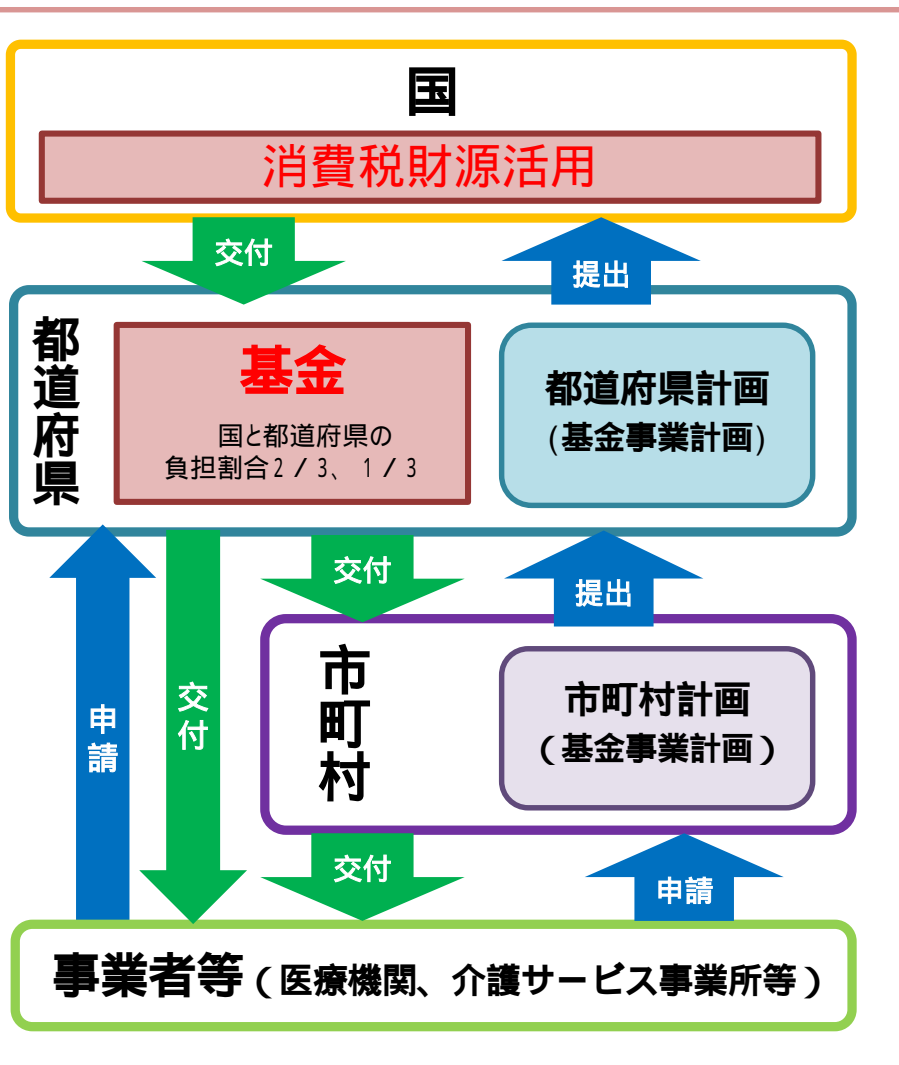 国
消費税財源活用
交付
提出
都道府県
基金
国と都道府県の
負担割合2/3、1/3
都道府県計画
(基金事業計画)
交付
提出
申請
交付
市町村
市町村計画
(基金事業計画)
交付
申請
事業者等(医療機関、介護サービス事業所等)